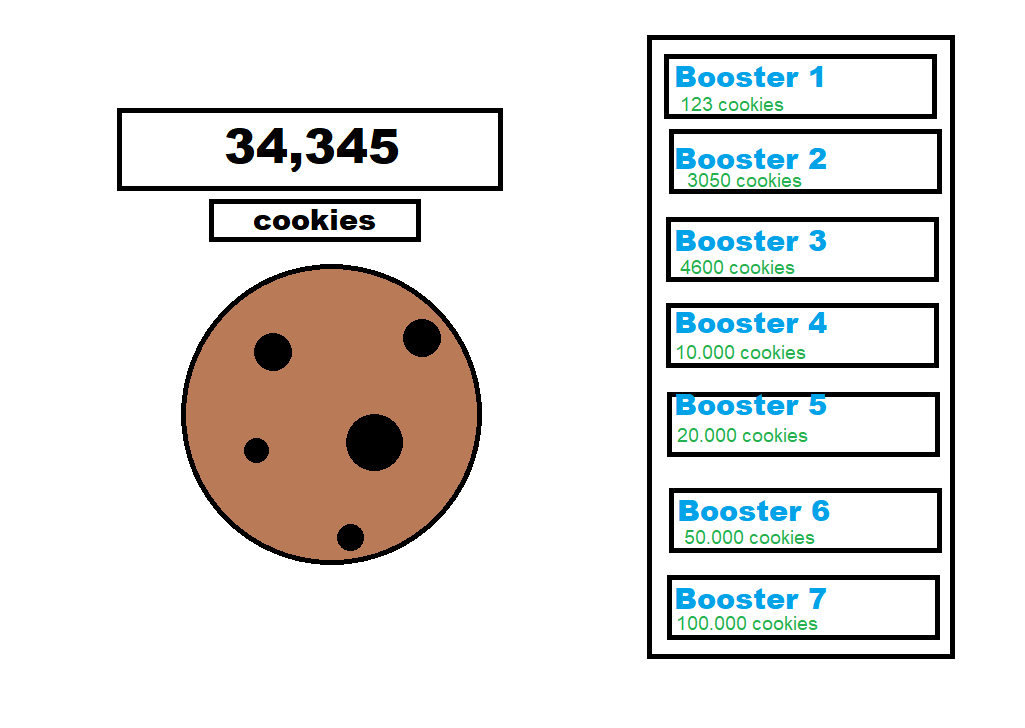 34,345
cookies
Booster 1
123 cookies
Booster 2
3050 cookies
Booster 3
4600 cookies
Booster 4
10.000 cookies
Booster 5
20.000 cookies
Booster 6
50.000 cookies
Booster 7
100.000 cookies